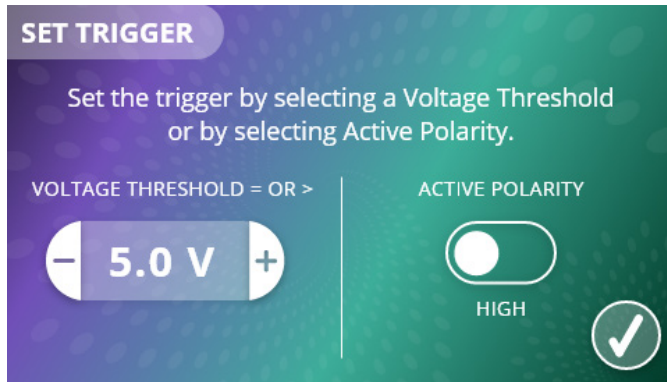 SET TRIGGER
Set the trigger by selecting a Voltage Threshold
or by selecting Active Polarity.
VOLTAGE THRESHOLD = OR >
− 5.0 V +
ACTIVE POLARITY
HIGH